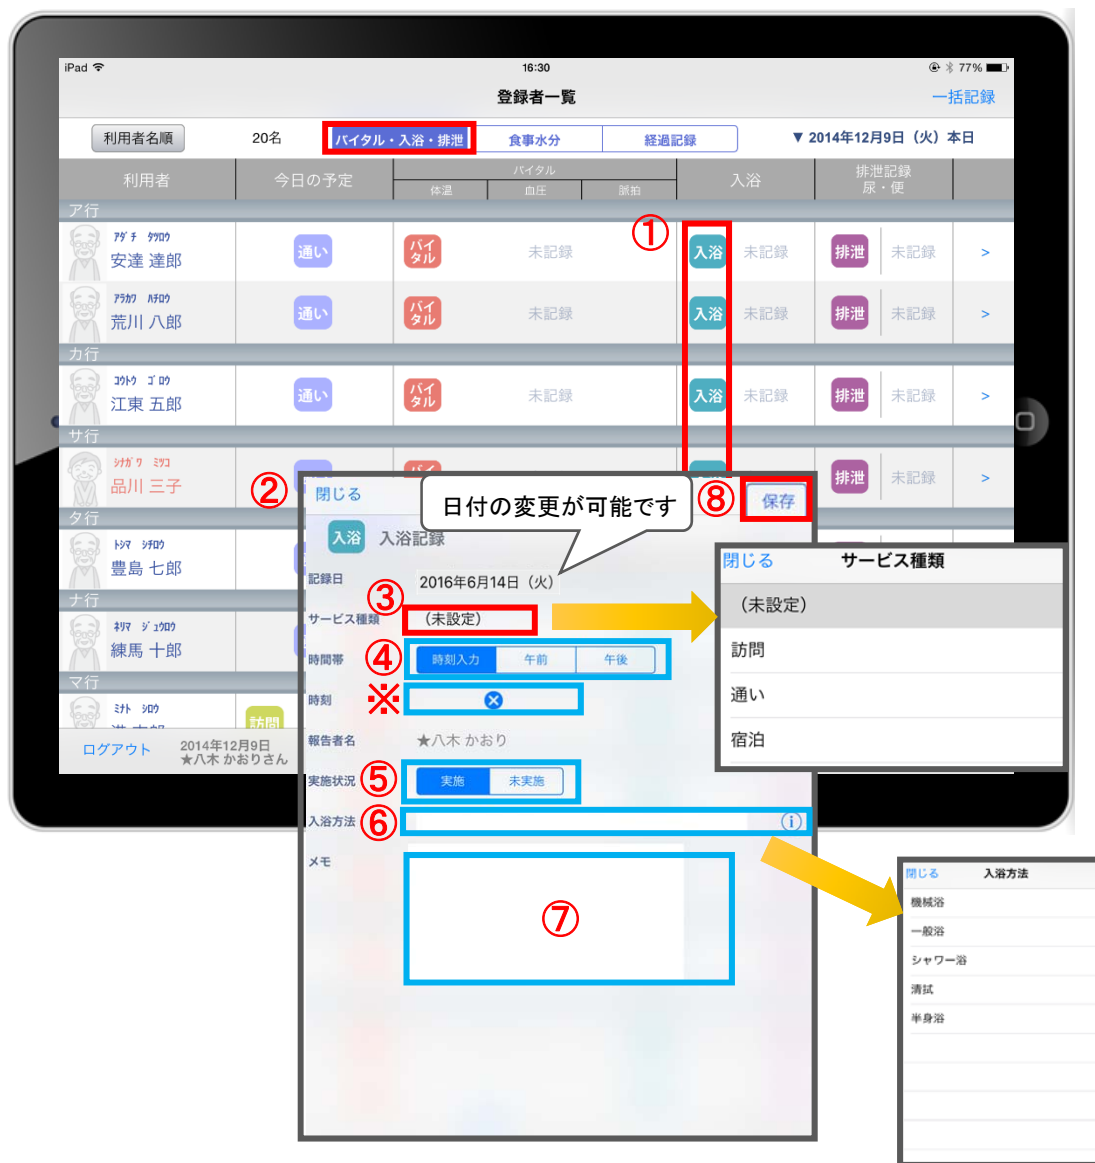 iPad 16:30 77%
登録者一覧 一括記録
利用者名順 20名 バイタル・入浴・排泄 食事水分 経過記録 ▼ 2014年12月9日（火）本日
利用者 今日の予定 バイタル 入浴 排泄記録
体温 血圧 脈拍 尿・便
ア行
①
ｱﾀﾞﾁ ﾀﾂﾛｳ
安達 達郎 通い バイタル 未記録 入浴 未記録 排泄 未記録 >
ｱﾗｶﾜ ﾊﾁﾛｳ
荒川 八郎 通い バイタル 未記録 入浴 未記録 排泄 未記録 >
カ行
ｺｳﾄｳ ｺﾞﾛｳ
江東 五郎 通い バイタル 未記録 入浴 未記録 排泄 未記録 >
サ行
ｼﾅｶﾞﾜ ﾐﾂｺ
品川 三子 排泄 未記録 >
タ行
ﾄｼﾏ ｼﾁﾛｳ
豊島 七郎
ナ行
ﾈﾘﾏ ｼﾞｭｳﾛｳ
練馬 十郎
マ行
ﾐﾅﾄ ｼﾛｳ
訪問
ログアウト 2014年12月9日
★八木 かおりさん
②
閉じる 日付の変更が可能です ⑧ 保存
入浴 入浴記録
記録日 2016年6月14日（火）
サービス種類 ③ （未設定）
時間帯 ④ 時刻入力 午前 午後
時刻 ※
報告者名 ★八木 かおり
実施状況 ⑤ 実施 未実施
入浴方法 ⑥
メモ
⑦
閉じる サービス種類
（未設定）
訪問
通い
宿泊
閉じる 入浴方法
機械浴
一般浴
シャワー浴
清拭
半身浴